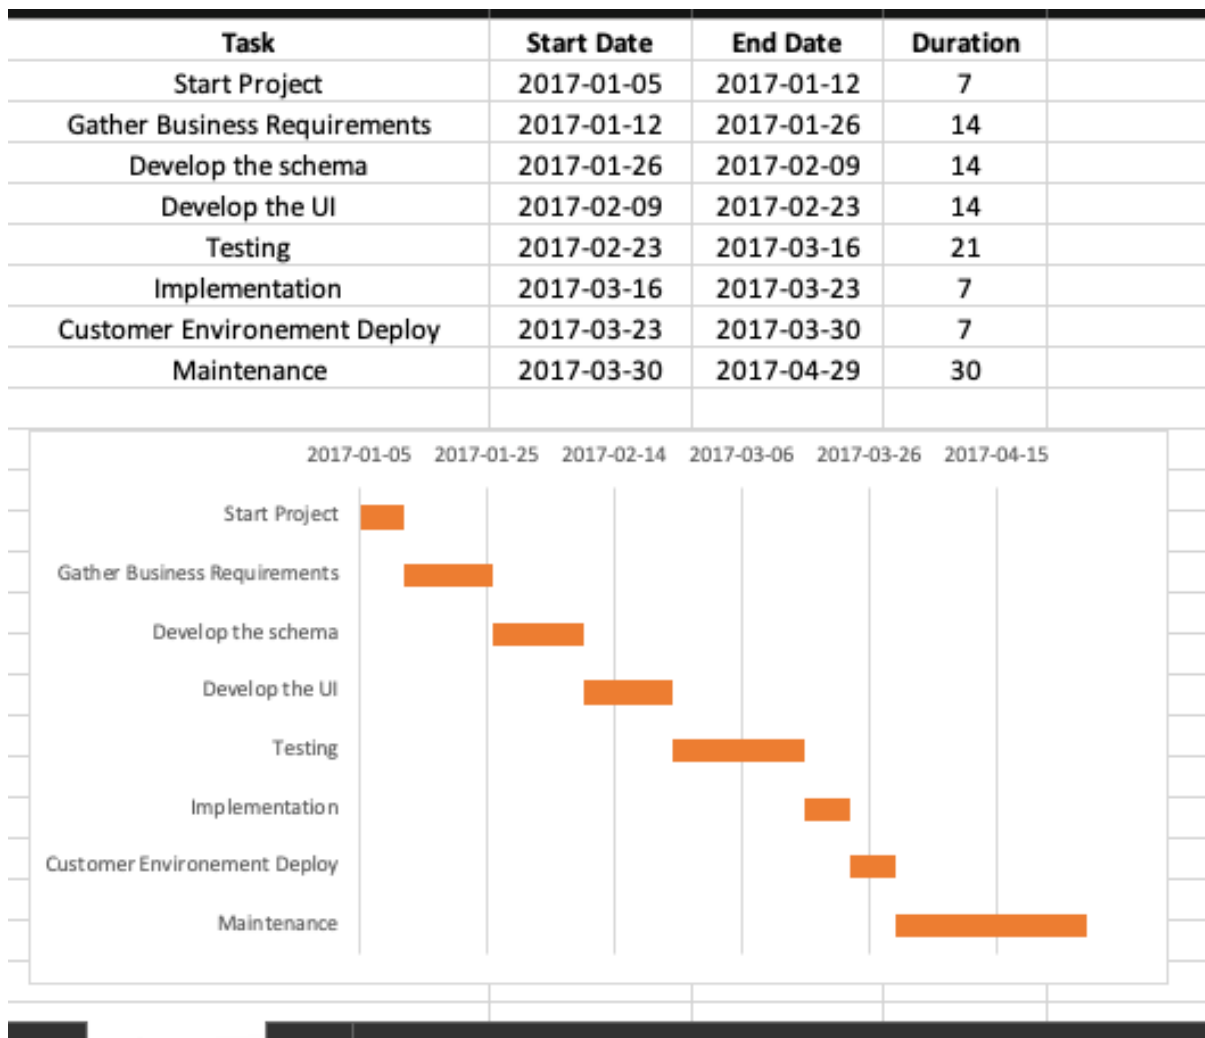 Task Start Date End Date Duration
Start Project 2017-01-05 2017-01-12 7
Gather Business Requirements 2017-01-12 2017-01-26 14
Develop the schema 2017-01-26 2017-02-09 14
Develop the UI 2017-02-09 2017-02-23 14
Testing 2017-02-23 2017-03-16 21
Implementation 2017-03-16 2017-03-23 7
Customer Environement Deploy 2017-03-23 2017-03-30 7
Maintenance 2017-03-30 2017-04-29 30
2017-01-05 2017-01-25 2017-02-14 2017-03-06 2017-03-26 2017-04-15
Start Project
Gather Business Requirements
Develop the schema
Develop the UI
Testing
Implementation
Customer Environement Deploy
Maintenance